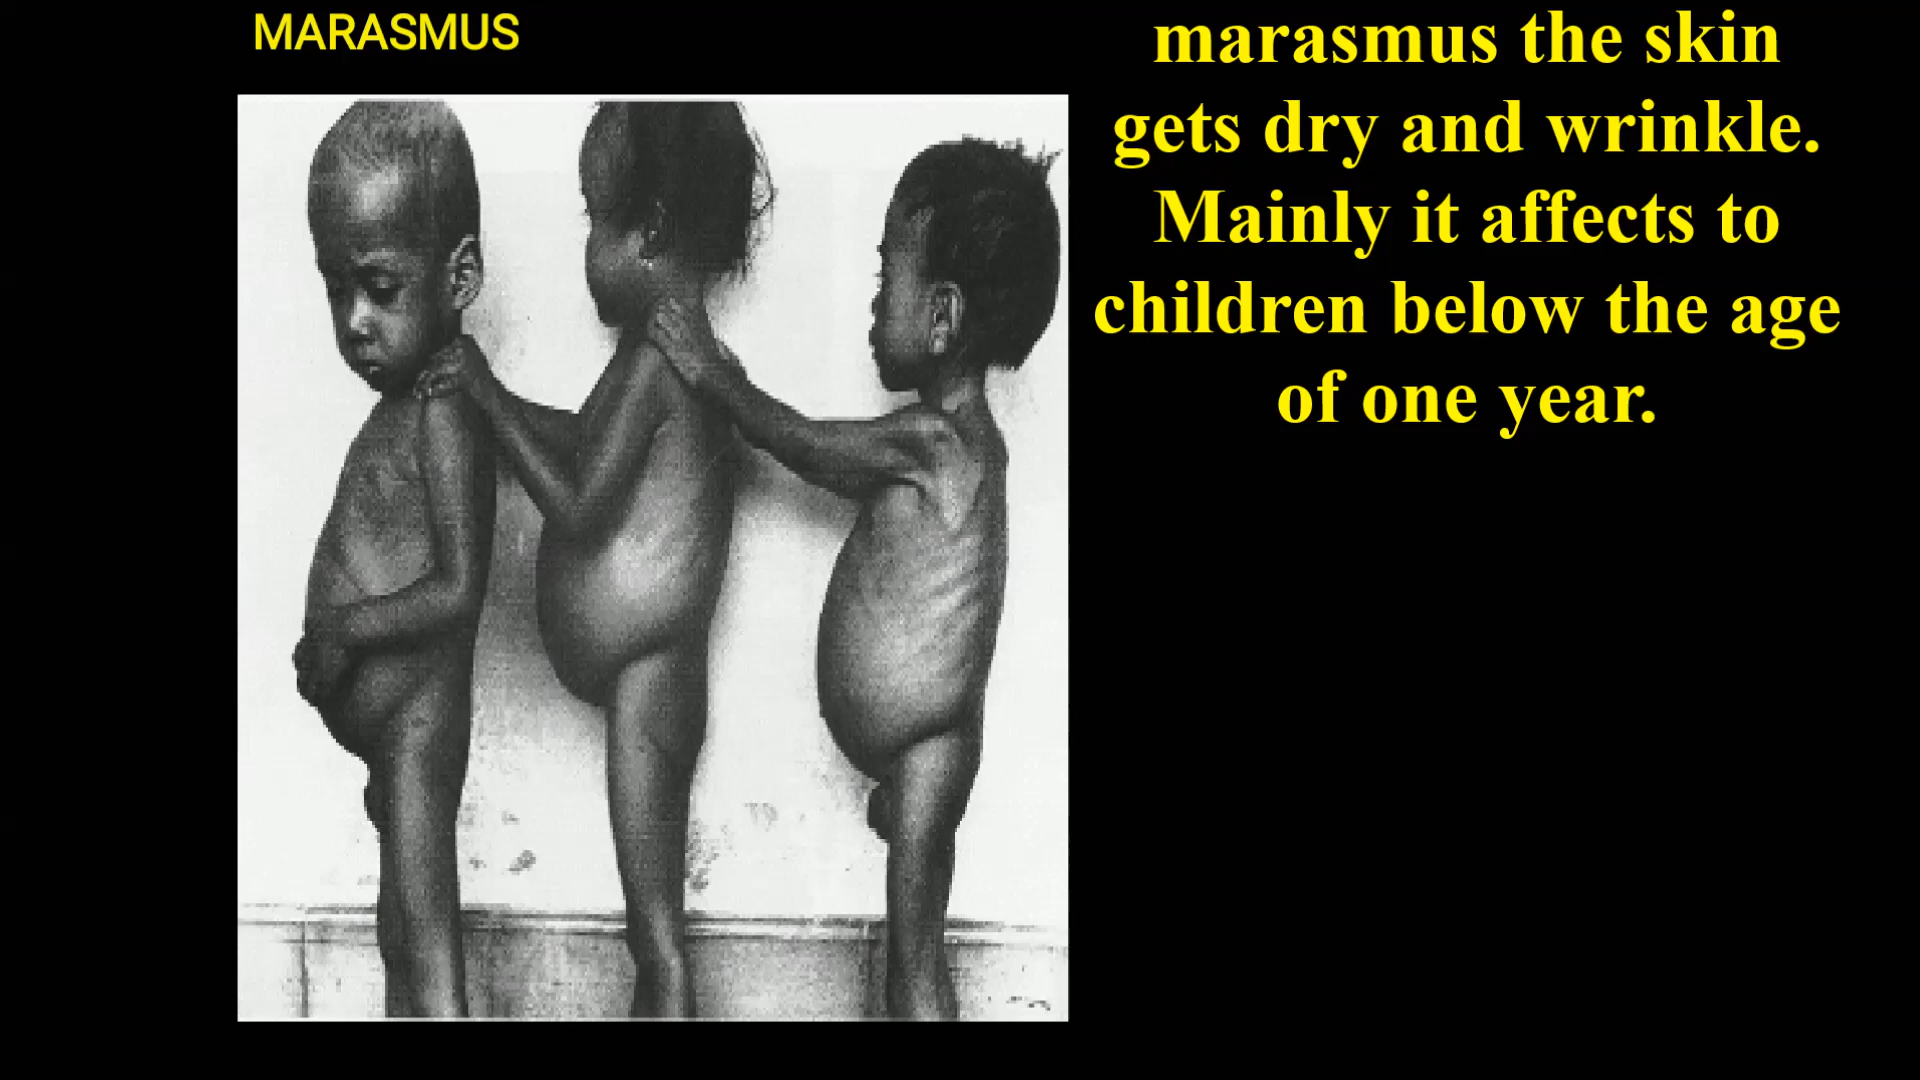 MARASMUS
marasmus the skin
gets dry and wrinkle.
Mainly it affects to
children below the age
of one year.